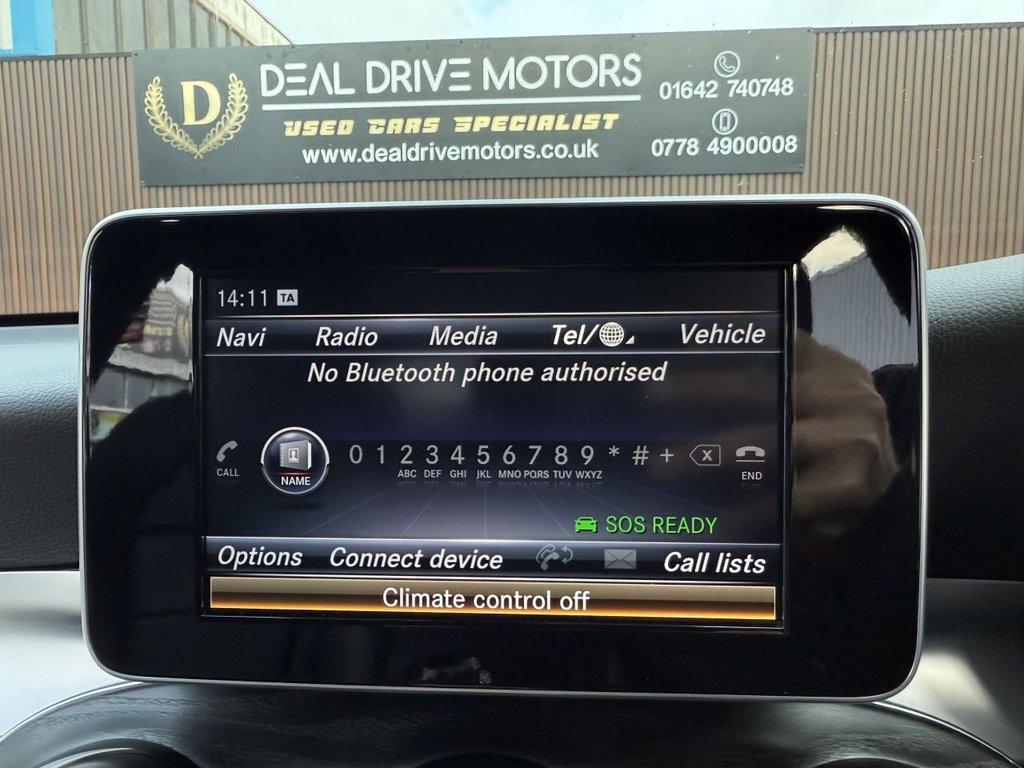 D
DEAL DRIVE MOTORS
USED CARS SPECIALIST
www.dealdrivemotors.co.uk
01642 740748
0778 4900008
14:11 TA
Navi Radio Media Tel/ Vehicle
No Bluetooth phone authorised
CALL NAME 0 1 2 3 4 5 6 7 8 9 * # + X END
ABC DEF GHI JKL MNO PQRS TUV WXYZ
SOS READY
Options Connect device Call lists
Climate control off